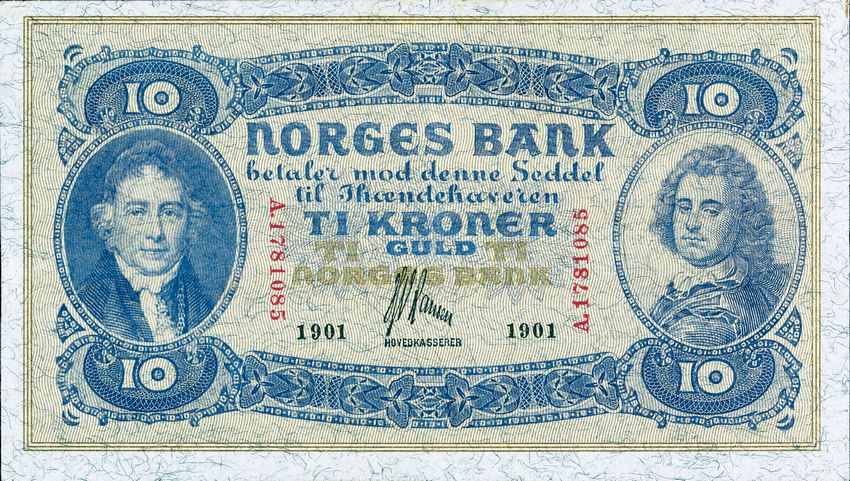 10 10
NORGES BANK
betaler mod denne Seddel
til Ihændehaveren
TI KRONER
TI GULD TI
NORGES BANK
A.1781085
A.1781085
1901 1901
HOVEDKASSERER
10 10